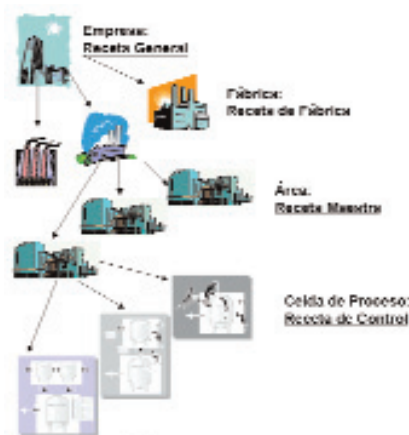 Empresa:
Receta General
Fábrica:
Receta de Fábrica
Área:
Receta Maestra
Celda de Proceso:
Receta de Control